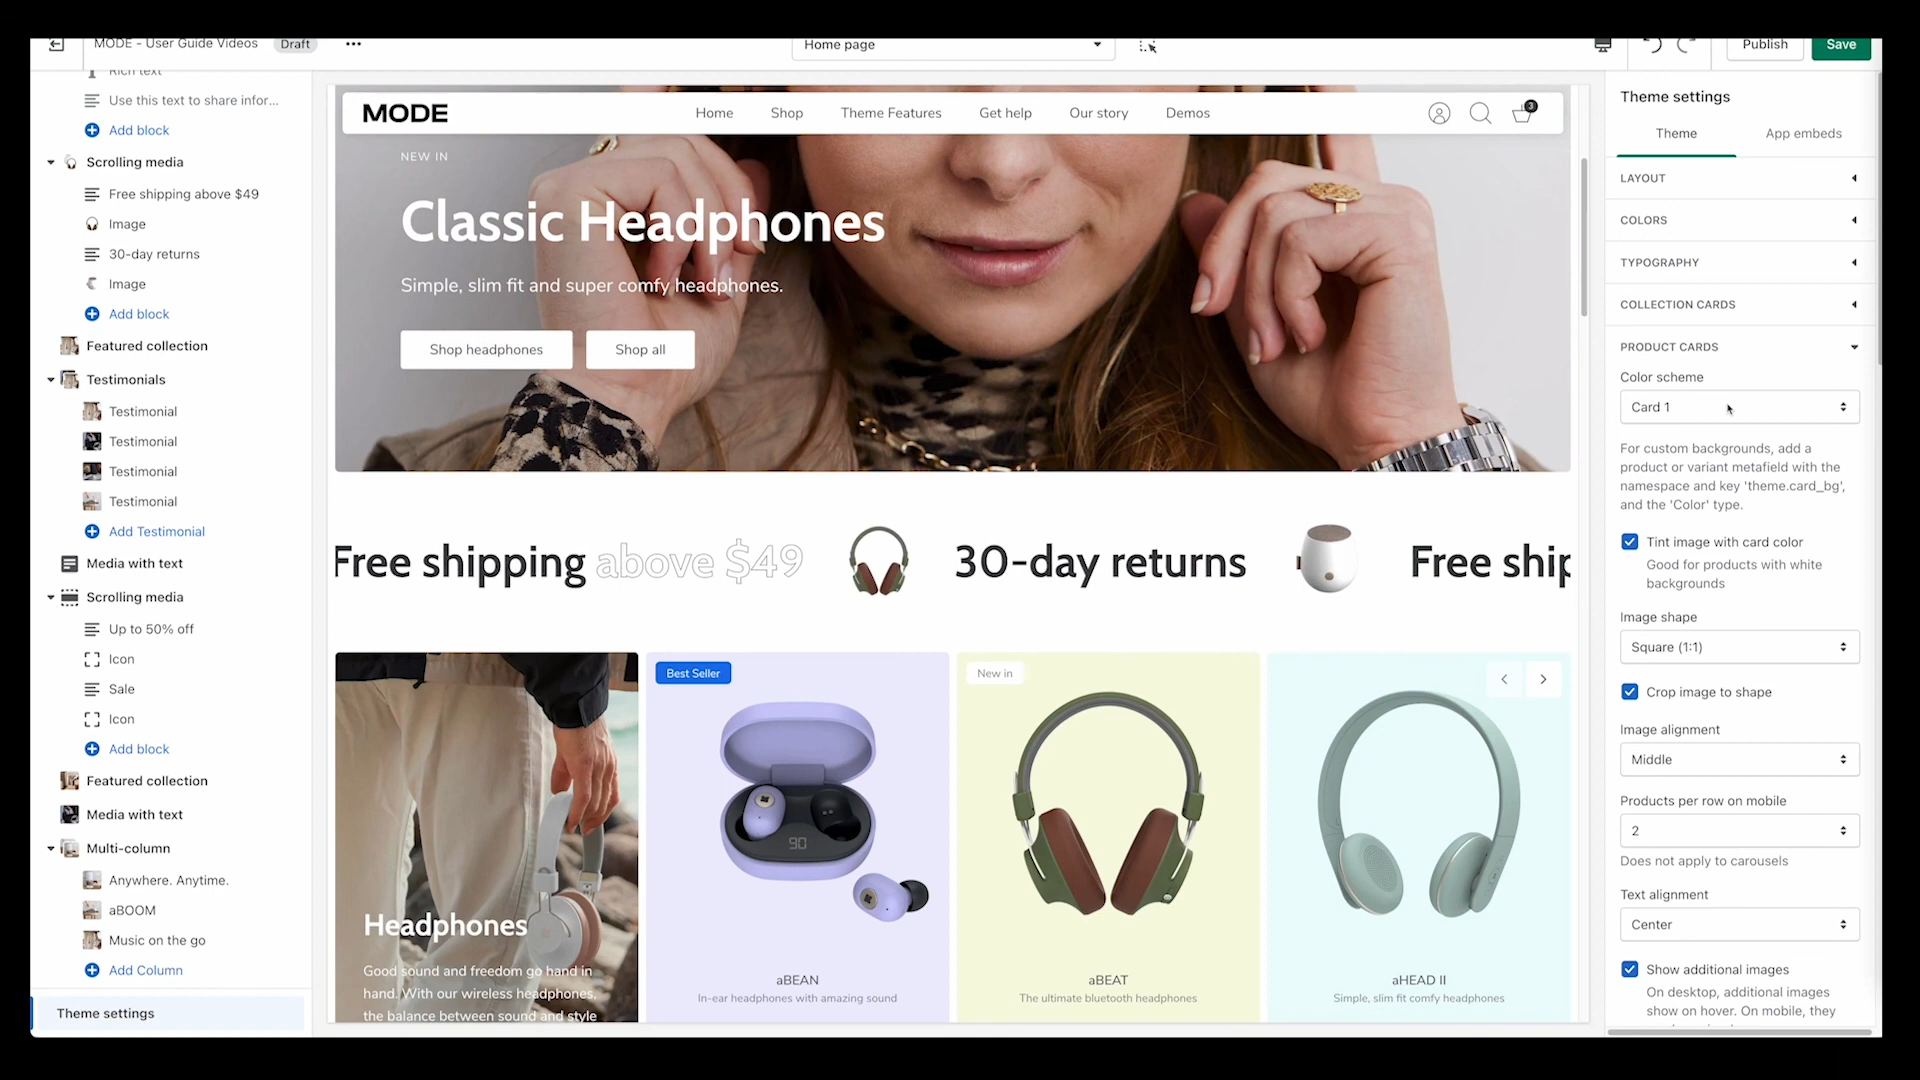 MODE - User Guide Videos
Draft
Home page
Publish
Save
Rich text
Use this text to share infor...
Add block
Scrolling media
Free shipping above $49
Image
30-day returns
Image
Add block
Featured collection
Testimonials
Testimonial
Testimonial
Testimonial
Testimonial
Add Testimonial
Media with text
Scrolling media
Up to 50% off
Icon
Sale
Icon
Add block
Featured collection
Media with text
Multi-column
Anywhere. Anytime.
aBOOM
Music on the go
Add Column
Theme settings
MODE
Home
Shop
Theme Features
Get help
Our story
Demos
3
NEW IN
Classic Headphones
Simple, slim fit and super comfy headphones.
Shop headphones
Shop all
Free shipping above $49
30-day returns
Free ship
Headphones
Good sound and freedom go hand in
hand. With our wireless headphones,
the balance between sound and style
Best Seller
90
aBEAN
In-ear headphones with amazing sound
New in
aBEAT
The ultimate bluetooth headphones
aHEAD II
Simple, slim fit comfy headphones
Theme settings
Theme
App embeds
LAYOUT
COLORS
TYPOGRAPHY
COLLECTION CARDS
PRODUCT CARDS
Color scheme
Card 1
For custom backgrounds, add a
product or variant metafield with the
namespace and key 'theme.card_bg',
and the 'Color' type.
Tint image with card color
Good for products with white
backgrounds
Image shape
Square (1:1)
Crop image to shape
Image alignment
Middle
Products per row on mobile
2
Does not apply to carousels
Text alignment
Center
Show additional images
On desktop, additional images
show on hover. On mobile, they